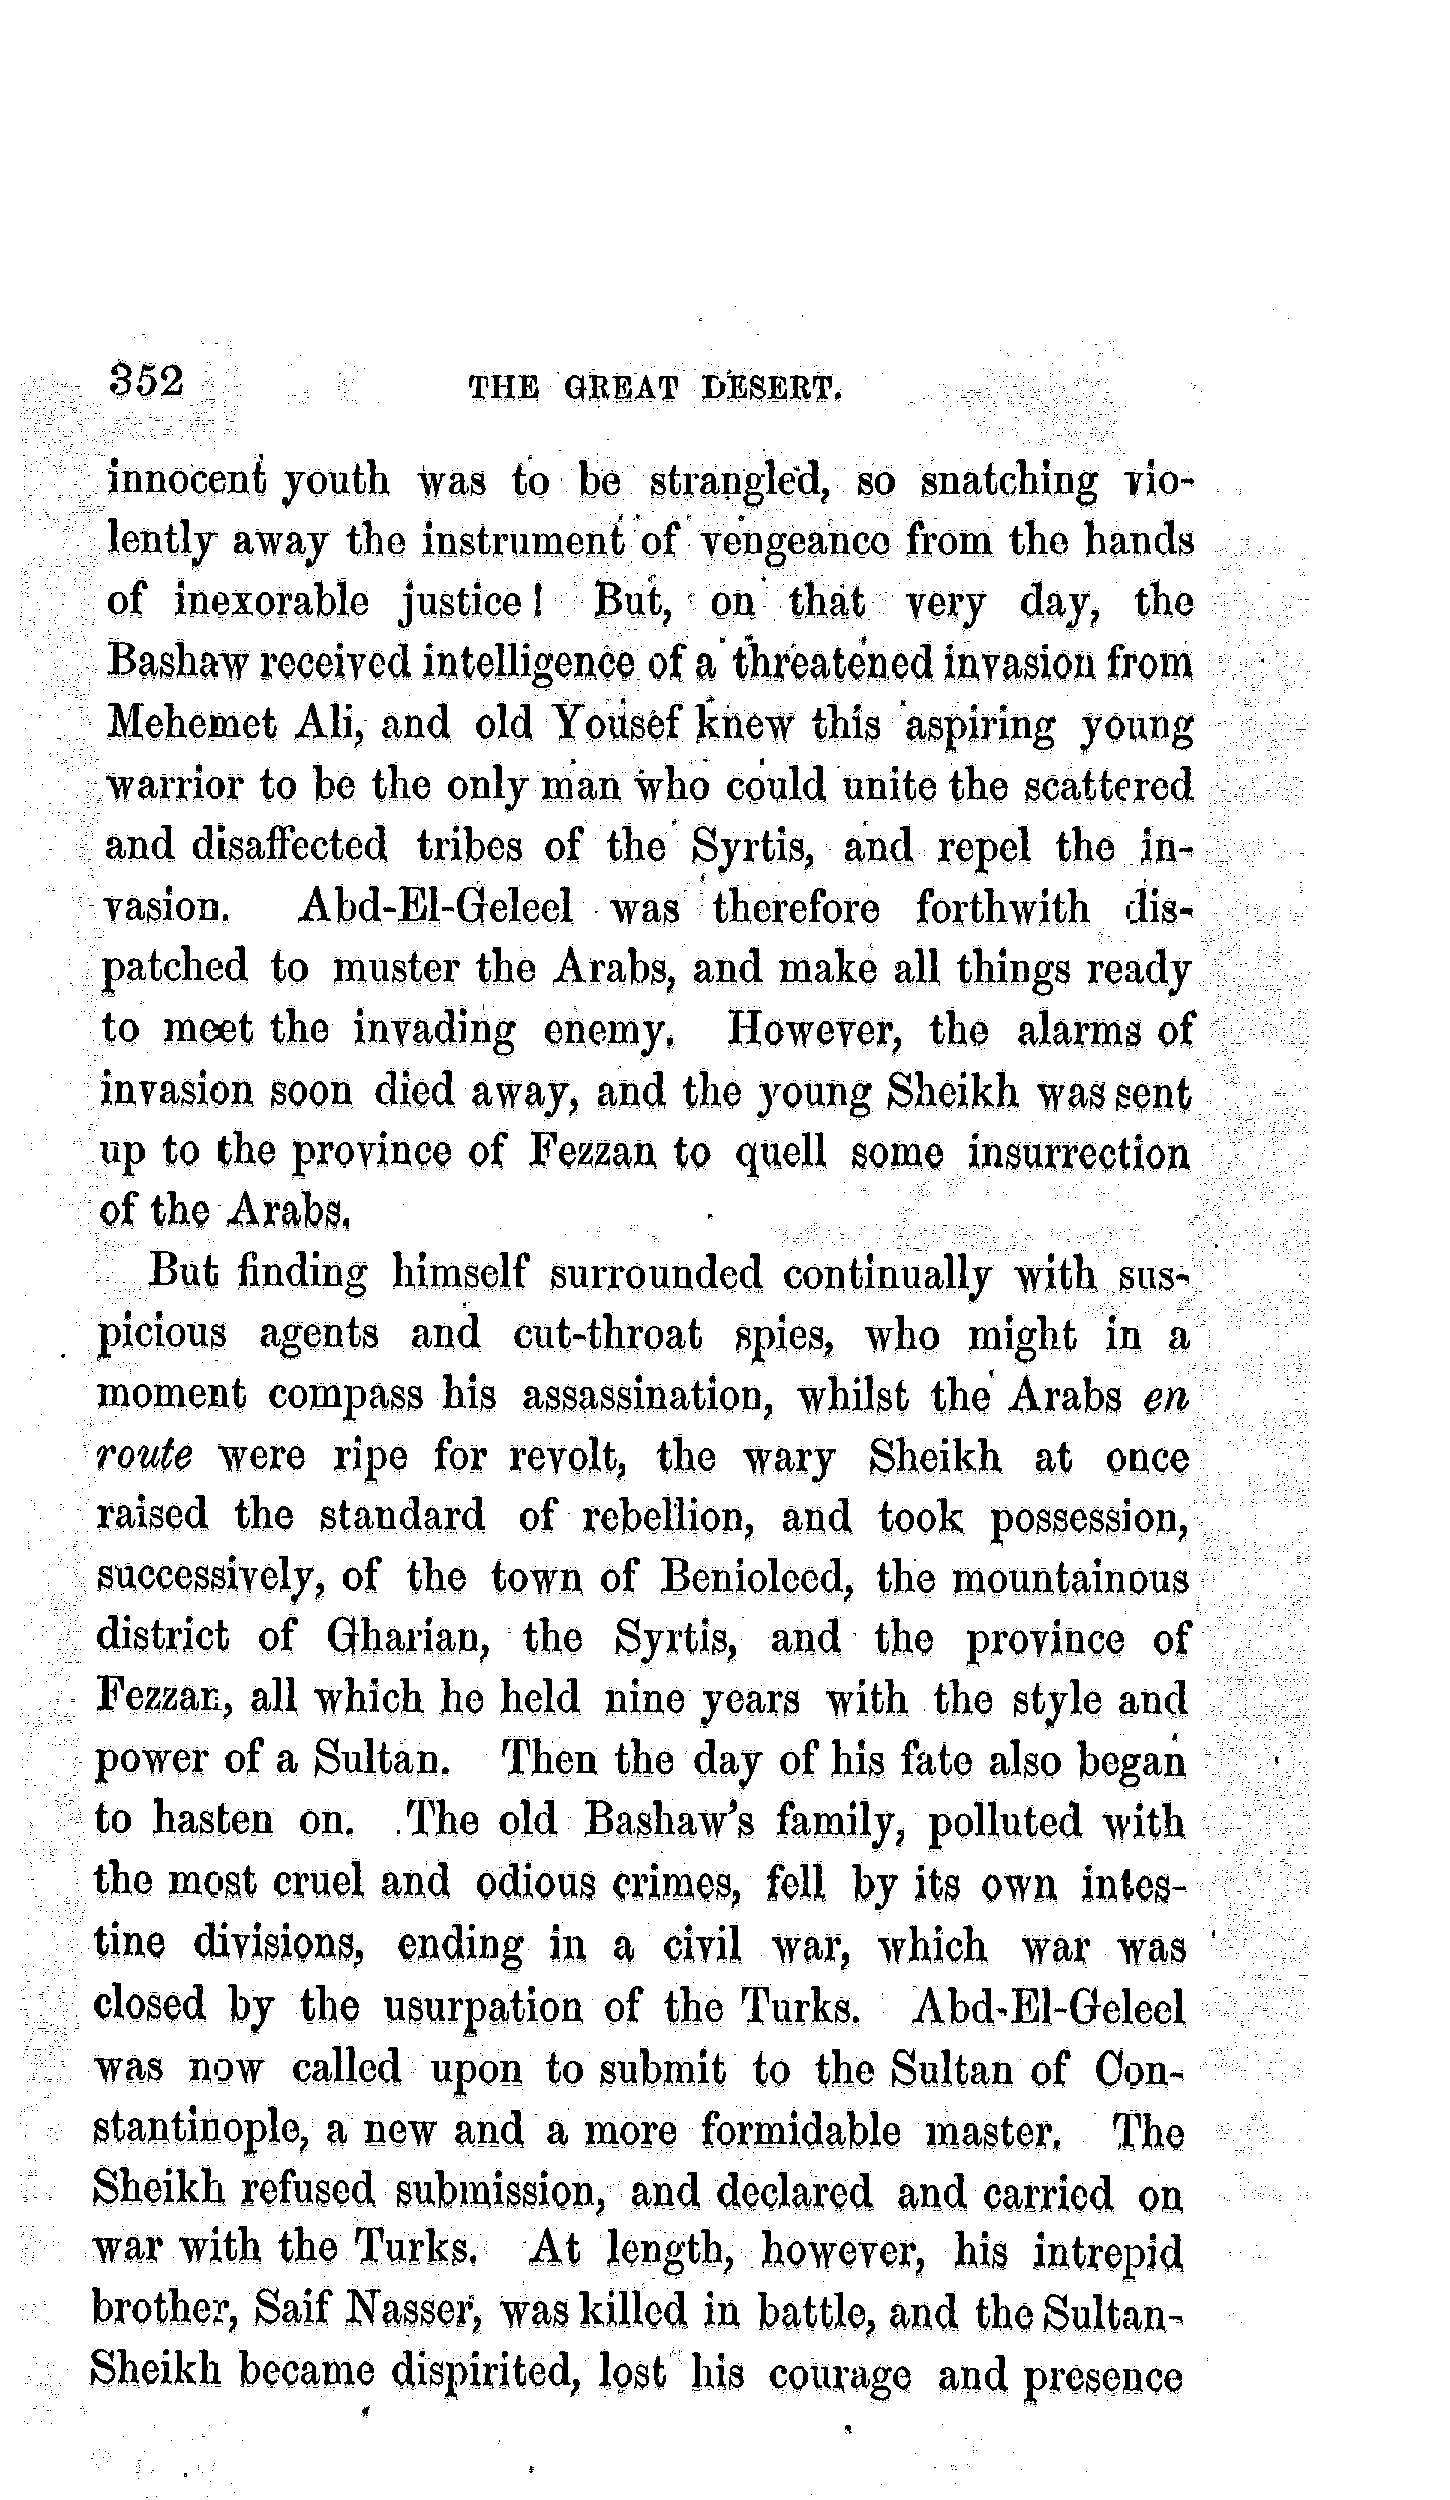 352 THE GREAT DESERT.
innocent youth was to be strangled, so snatching vio-
lently away the instrument of vengeance from the hands
of inexorable justice! But, on that very day, the
Bashaw received intelligence of a threatened invasion from
Mehemet Ali, and old Yousef knew this aspiring young
warrior to be the only man who could unite the scattered
and disaffected tribes of the Syrtis, and repel the in-
vasion. Abd-El-Geleel was therefore forthwith dis-
patched to muster the Arabs, and make all things ready
to meet the invading enemy. However, the alarms of
invasion soon died away, and the young Sheikh was sent
up to the province of Fezzan to quell some insurrection
of the Arabs.
But finding himself surrounded continually with sus-
picious agents and cut-throat spies, who might in a
moment compass his assassination, whilst the Arabs en
route were ripe for revolt, the wary Sheikh at once
raised the standard of rebellion, and took possession,
successively, of the town of Benioleed, the mountainous
district of Gharian, the Syrtis, and the province of
Fezzan, all which he held nine years with the style and
power of a Sultan. Then the day of his fate also began
to hasten on. The old Bashaw's family, polluted with
the most cruel and odious crimes, fell by its own intes-
tine divisions, ending in a civil war, which war was
closed by the usurpation of the Turks. Abd-El-Geleel
was now called upon to submit to the Sultan of Con-
stantinople, a new and a more formidable master. The
Sheikh refused submission, and declared and carried on
war with the Turks. At length, however, his intrepid
brother, Saif Nasser, was killed in battle, and the Sultan-
Sheikh became dispirited, lost his courage and presence